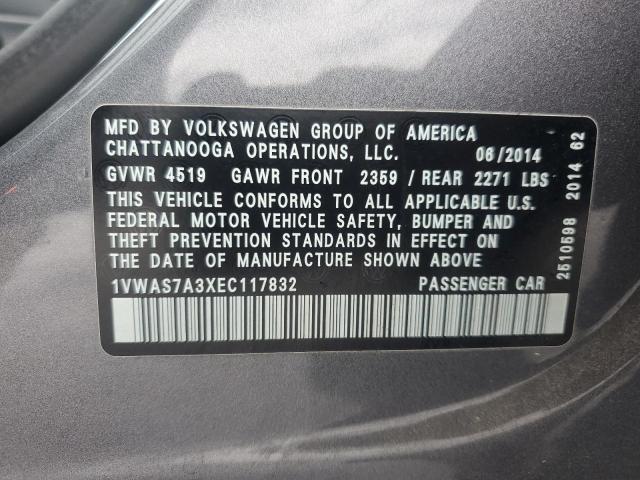 MFD BY VOLKSWAGEN GROUP OF AMERICA
CHATTANOOGA OPERATIONS, LLC. 06/2014
GVWR 4519 GAWR FRONT 2359 / REAR 2271 LBS
THIS VEHICLE CONFORMS TO ALL APPLICABLE U.S.
FEDERAL MOTOR VEHICLE SAFETY, BUMPER AND
THEFT PREVENTION STANDARDS IN EFFECT ON
THE DATE OF MANUFACTURE SHOWN ABOVE.
1VWAS7A3XEC117832 PASSENGER CAR
2510598 2014 62